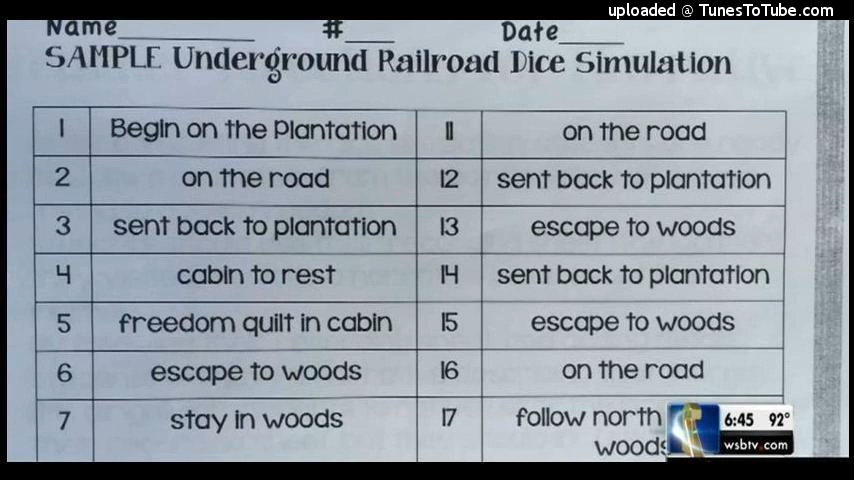 uploaded @ TunesToTube.com
Name # Date
SAMPLE Underground Railroad Dice Simulation
1 Begin on the Plantation 11 on the road
2 on the road 12 sent back to plantation
3 sent back to plantation 13 escape to woods
4 cabin to rest 14 sent back to plantation
5 freedom quilt in cabin 15 escape to woods
6 escape to woods 16 on the road
7 stay in woods 17 follow north
woods
6:45 92°
wsbtv.com